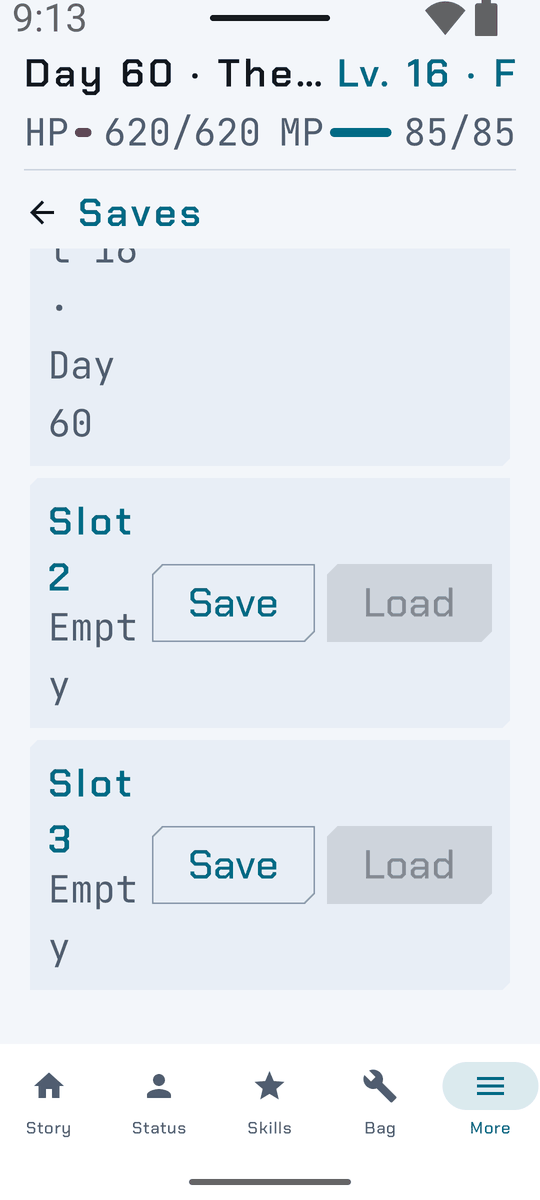 9:13
Day 60 · The… Lv. 16 · F
HP 620/620 MP 85/85
Saves
·
Day
60
Slot
2
Empt
y
Save
Load
Slot
3
Empt
y
Save
Load
Story
Status
Skills
Bag
More